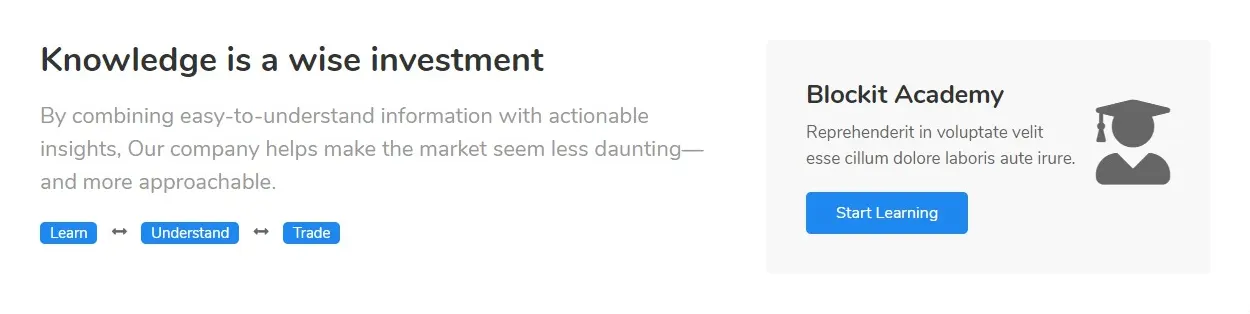 Knowledge is a wise investment
By combining easy-to-understand information with actionable
insights, Our company helps make the market seem less daunting—
and more approachable.
Learn Understand Trade
Blockit Academy
Reprehenderit in voluptate velit
esse cillum dolore laboris aute irure.
Start Learning